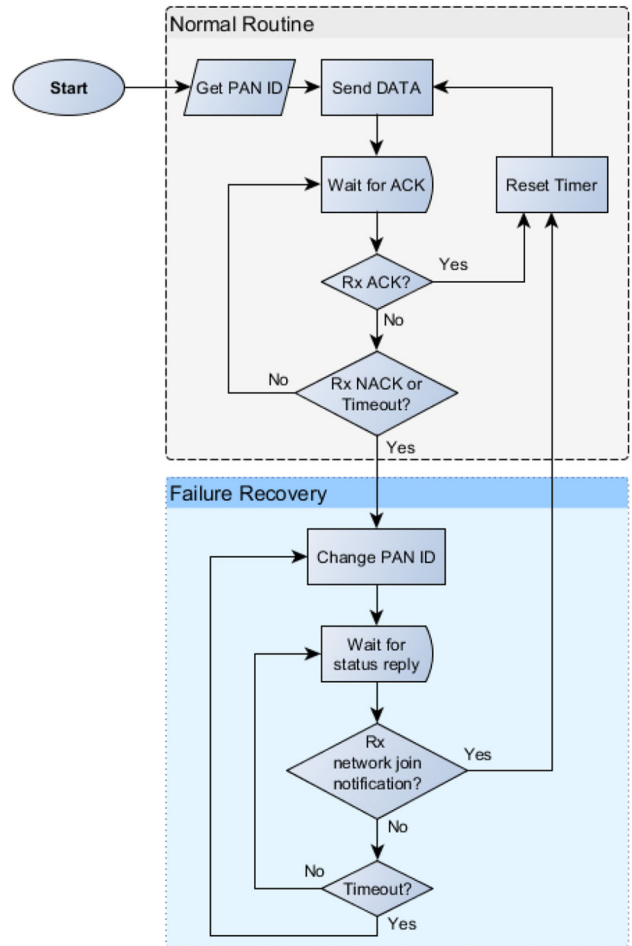 Normal Routine
Start
Get PAN ID
Send DATA
Wait for ACK
Reset Timer
Rx ACK?
Yes
No
Rx NACK or
Timeout?
No
Yes
Failure Recovery
Change PAN ID
Wait for
status reply
Rx
network join
notification?
Yes
No
Timeout?
No
Yes